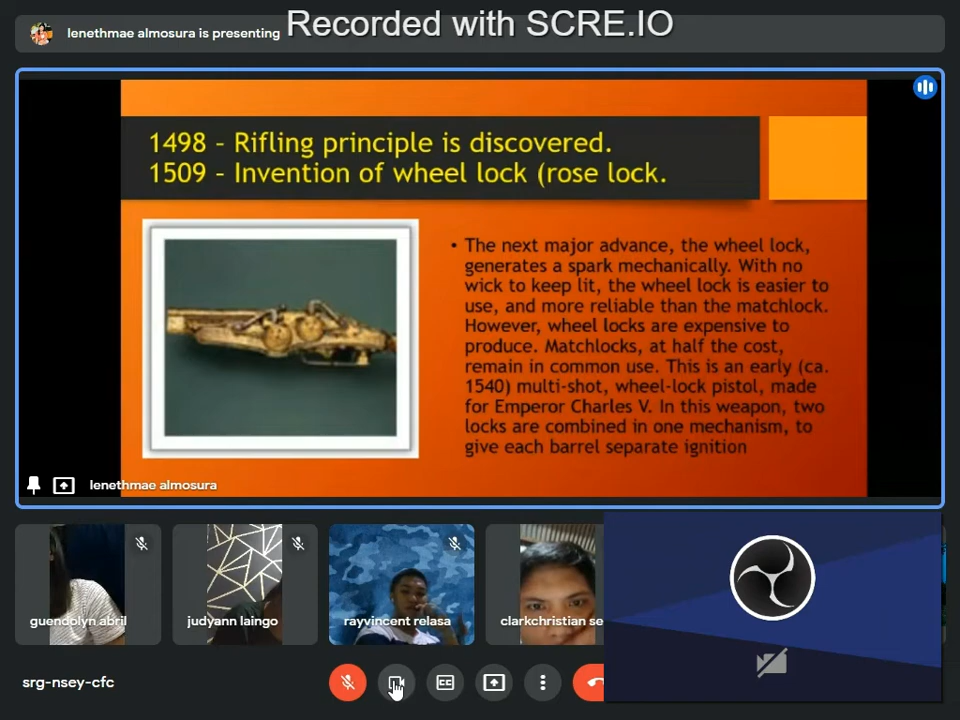 Recorded with SCRE.IO
lenethmae almosura is presenting
1498 – Rifling principle is discovered.
1509 – Invention of wheel lock (rose lock.
• The next major advance, the wheel lock,
generates a spark mechanically. With no
wick to keep lit, the wheel lock is easier to
use, and more reliable than the matchlock.
However, wheel locks are expensive to
produce. Matchlocks, at half the cost,
remain in common use. This is an early (ca.
1540) multi-shot, wheel-lock pistol, made
for Emperor Charles V. In this weapon, two
locks are combined in one mechanism, to
give each barrel separate ignition
lenethmae almosura
guendolyn abril
judyann laingo
rayvincent relasa
clarkchristian se
srg-nsey-cfc